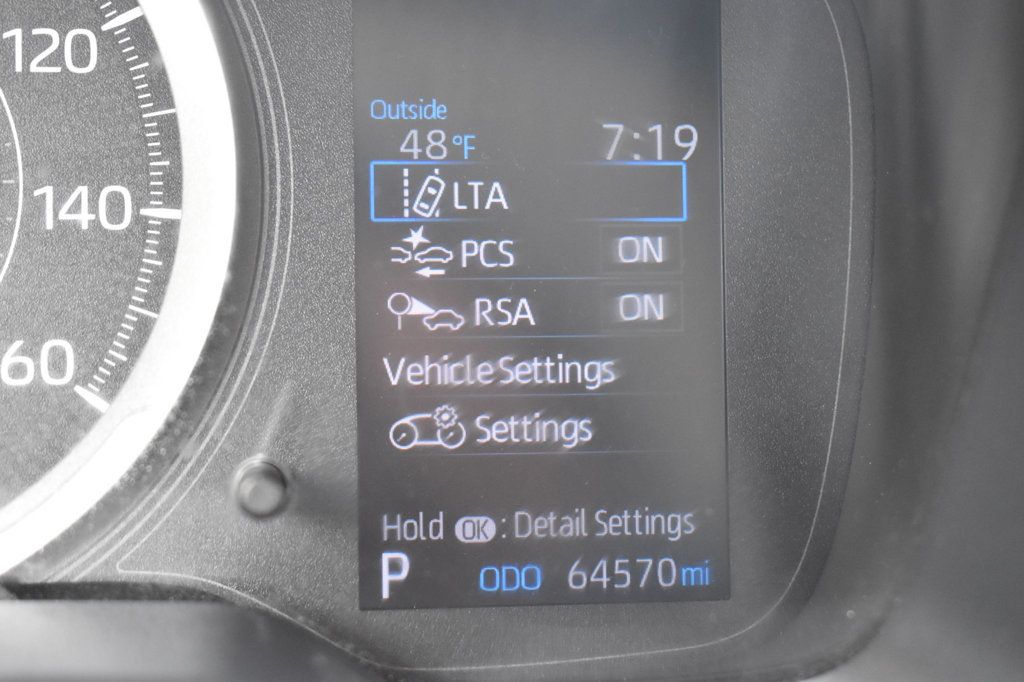 120
140
60
Outside
48°F 7:19
LTA
PCS ON
RSA ON
Vehicle Settings
Settings
Hold OK : Detail Settings
P ODO 64570 mi